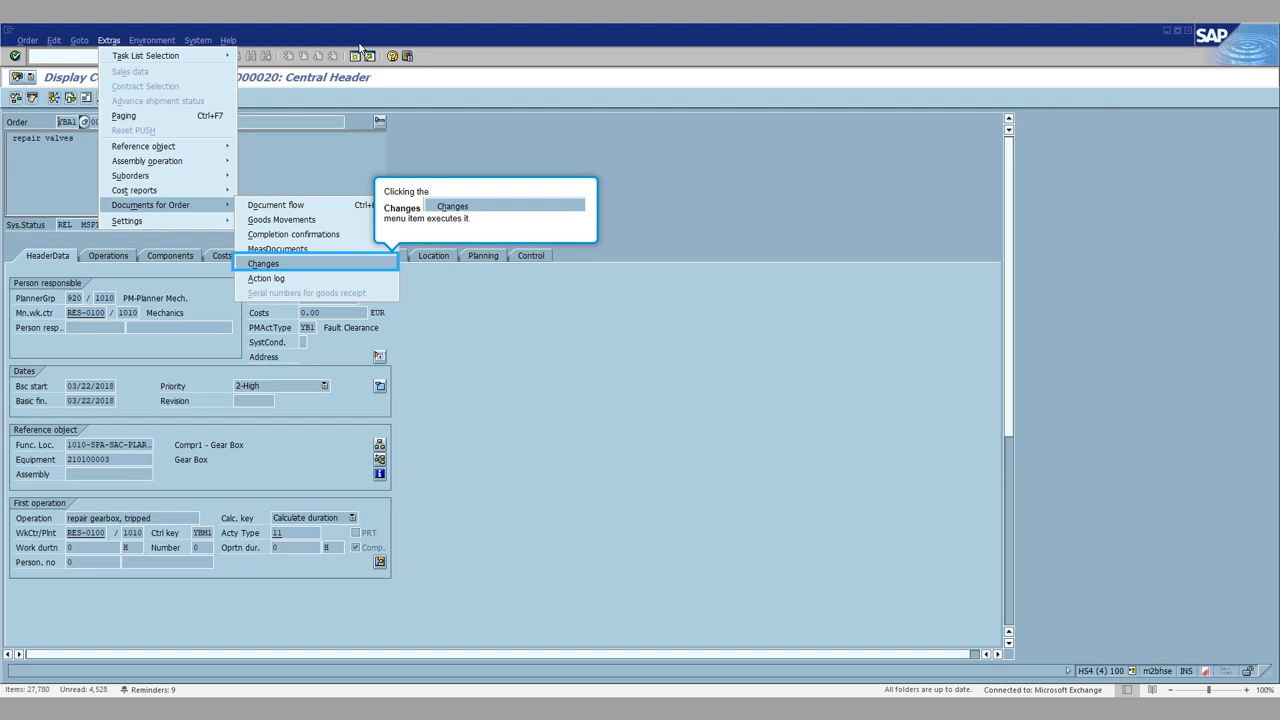 Order Edit Goto Extras Environment System Help
SAP
Display C 000020: Central Header
Task List Selection
Sales data
Contract Selection
Advance shipment status
Paging Ctrl+F7
Reset PUSH
Reference object
Assembly operation
Suborders
Cost reports
Documents for Order
Settings
Order YBA1 00
repair valves
Document flow Ctrl+
Goods Movements
Completion confirmations
MeasDocuments
Changes
Action log
Serial numbers for goods receipt
Clicking the
Changes Changes
menu item executes it.
Sys.Status REL MSPT
HeaderData Operations Components Costs Location Planning Control
Person responsible
PlannerGrp 920 / 1010 PM-Planner Mech.
Mn.wk.ctr RES-0100 / 1010 Mechanics
Person resp..
Costs 0.00 EUR
PMActType YB1 Fault Clearance
SystCond.
Address
Dates
Bsc start 03/22/2018 Priority 2-High
Basic fin. 03/22/2018 Revision
Reference object
Func. Loc. 1010-SPA-SAC-PLAR.. Compr1 - Gear Box
Equipment 210100003 Gear Box
Assembly
First operation
Operation repair gearbox, tripped Calc. key Calculate duration
WkCtr/Plnt RES-0100 / 1010 Ctrl key YBM1 Acty Type 11 PRT
Work durtn 0 H Number 0 Oprtn dur. 0 H Comp.
Person. no 0
HS4 (4) 100 m2bhse INS
Items: 27,780 Unread: 4,528 Reminders: 9 All folders are up to date. Connected to: Microsoft Exchange 100%